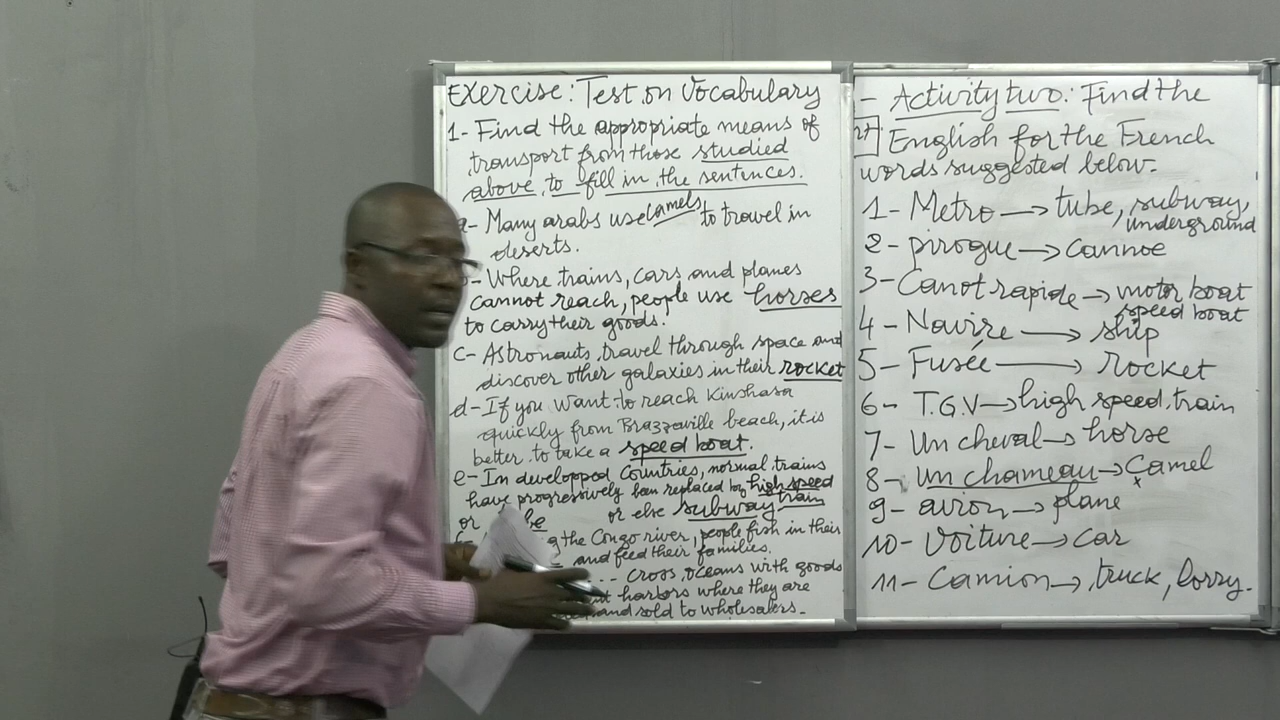 Exercise: Test on Vocabulary
1- Find the appropriate means of
transport from those studied
above to fill in the sentences.
a- Many arabs use camels to travel in
deserts.
- Where trains, cars and planes
cannot reach, people use horses
to carry their goods.
c- Astronauts travel through space and
discover other galaxies in their rocket
d- If you want to reach Kinshasa
quickly from Brazzaville beach, it is
better to take a speed boat.
e- In developped Countries, normal trains
have progressively been replaced by high speed
train
or else subway
or be
the Congo river, people fish in their
and feed their families.
... cross oceans with goods
harbors where they are
and sold to wholesalers.
- Activity two: Find the
English for the French
words suggested below.
1- Metro → tube, subway,
underground
2- pirogue → cannoe
3- Canot rapide → motor boat
speed boat
4- Navire → ship
5- Fusée → rocket
6- T.G.V → high speed train
7- Un cheval → horse
8- un chameau → Camel
x
9- avion → plane
10- Voiture → car
11- Camion → truck, lorry.